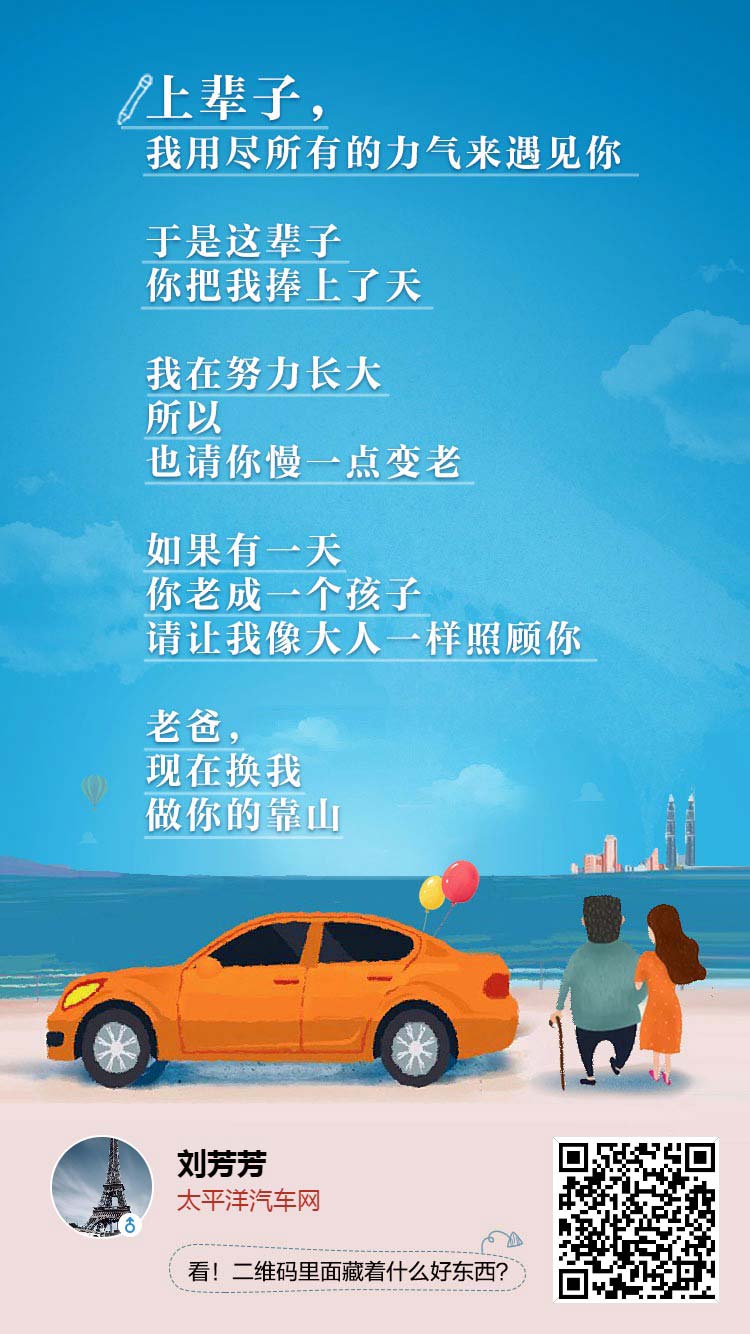 上辈子，
我用尽所有的力气来遇见你
于是这辈子
你把我捧上了天
我在努力长大
所以
也请你慢一点变老
如果有一天
你老成一个孩子
请让我像大人一样照顾你
老爸，
现在换我
做你的靠山
刘芳芳
太平洋汽车网
看！二维码里面藏着什么好东西？